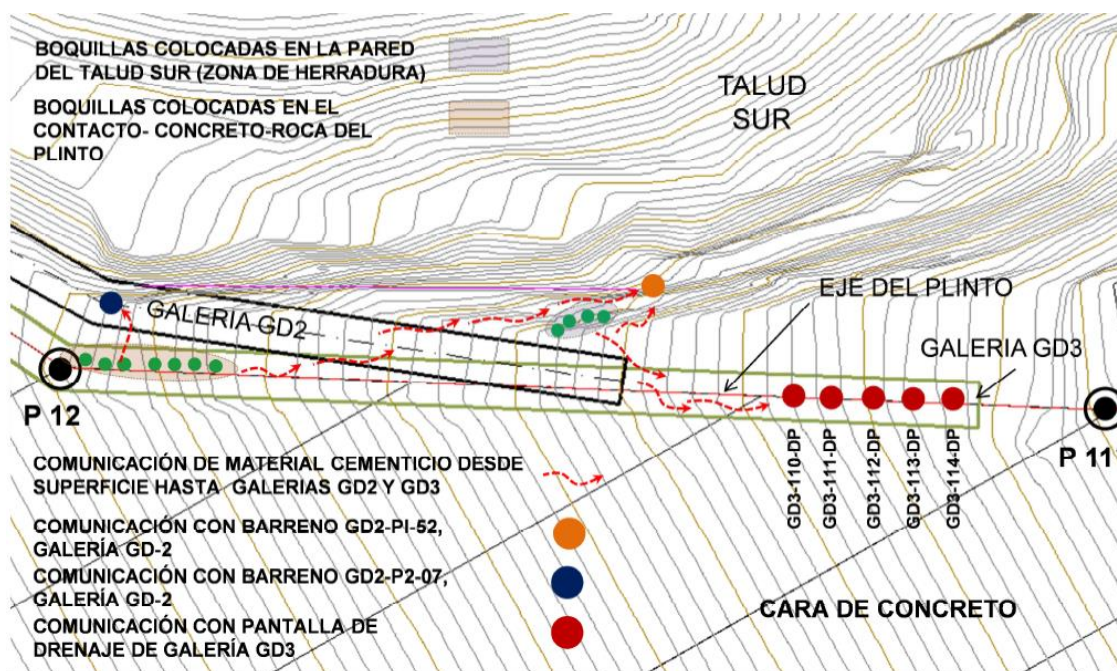 BOQUILLAS COLOCADAS EN LA PARED
DEL TALUD SUR (ZONA DE HERRADURA)
BOQUILLAS COLOCADAS EN EL
CONTACTO- CONCRETO-ROCA DEL
PLINTO
TALUD
SUR
EJE DEL PLINTO
GALERIA GD2
GALERIA GD3
P 12
P 11
GD3-110-DP
GD3-111-DP
GD3-112-DP
GD3-113-DP
GD3-114-DP
COMUNICACIÓN DE MATERIAL CEMENTICIO DESDE
SUPERFICIE HASTA GALERIAS GD2 Y GD3
COMUNICACIÓN CON BARRENO GD2-PI-52,
GALERÍA GD-2
COMUNICACIÓN CON BARRENO GD2-P2-07,
GALERÍA GD-2
COMUNICACIÓN CON PANTALLA DE
DRENAJE DE GALERÍA GD3
CARA DE CONCRETO